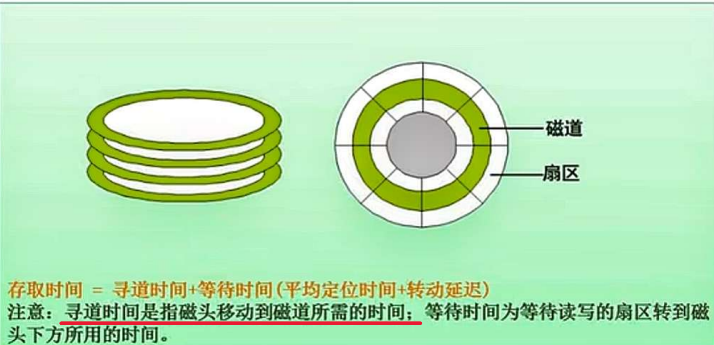 磁道
扇区
存取时间 = 寻道时间+等待时间(平均定位时间+转动延迟)
注意：寻道时间是指磁头移动到磁道所需的时间；等待时间为等待读写的扇区转到磁
头下方所用的时间。